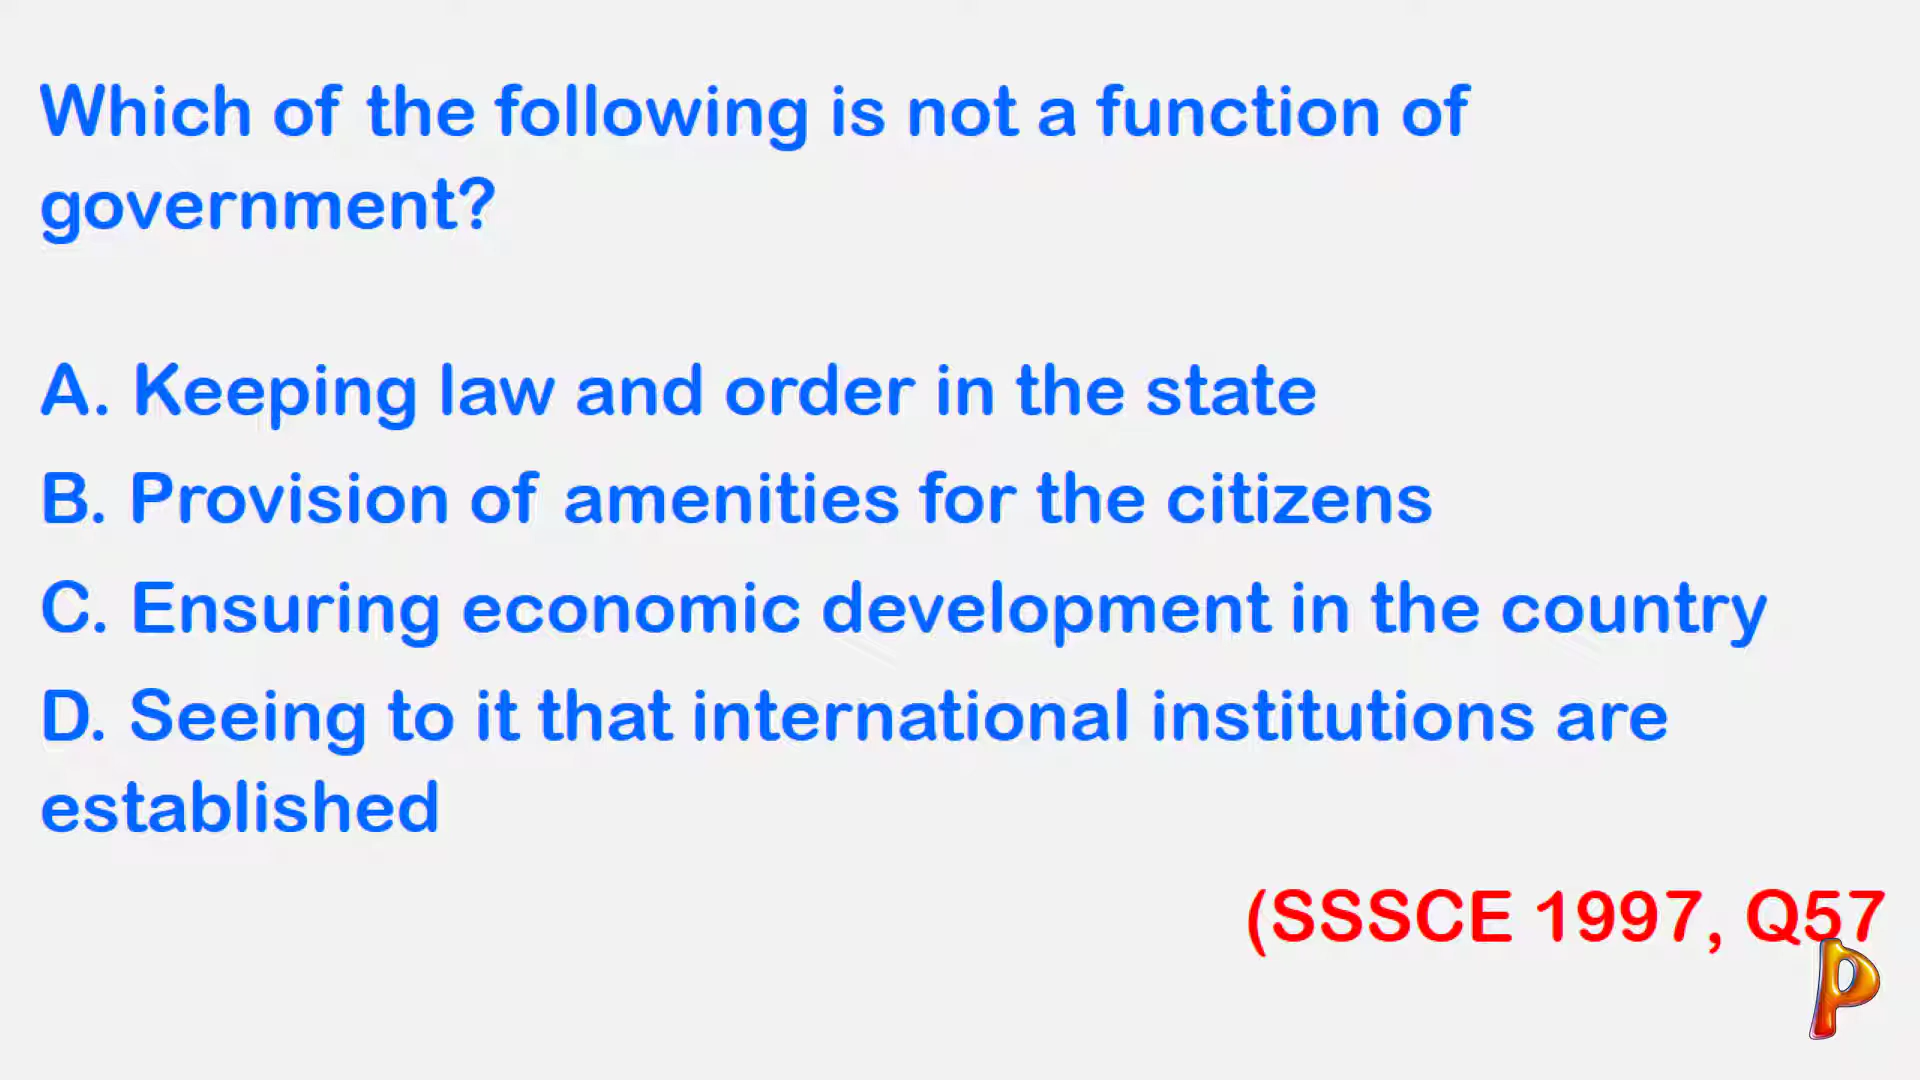 Which of the following is not a function of
government?
A. Keeping law and order in the state
B. Provision of amenities for the citizens
C. Ensuring economic development in the country
D. Seeing to it that international institutions are
established
(SSSCE 1997, Q57
P